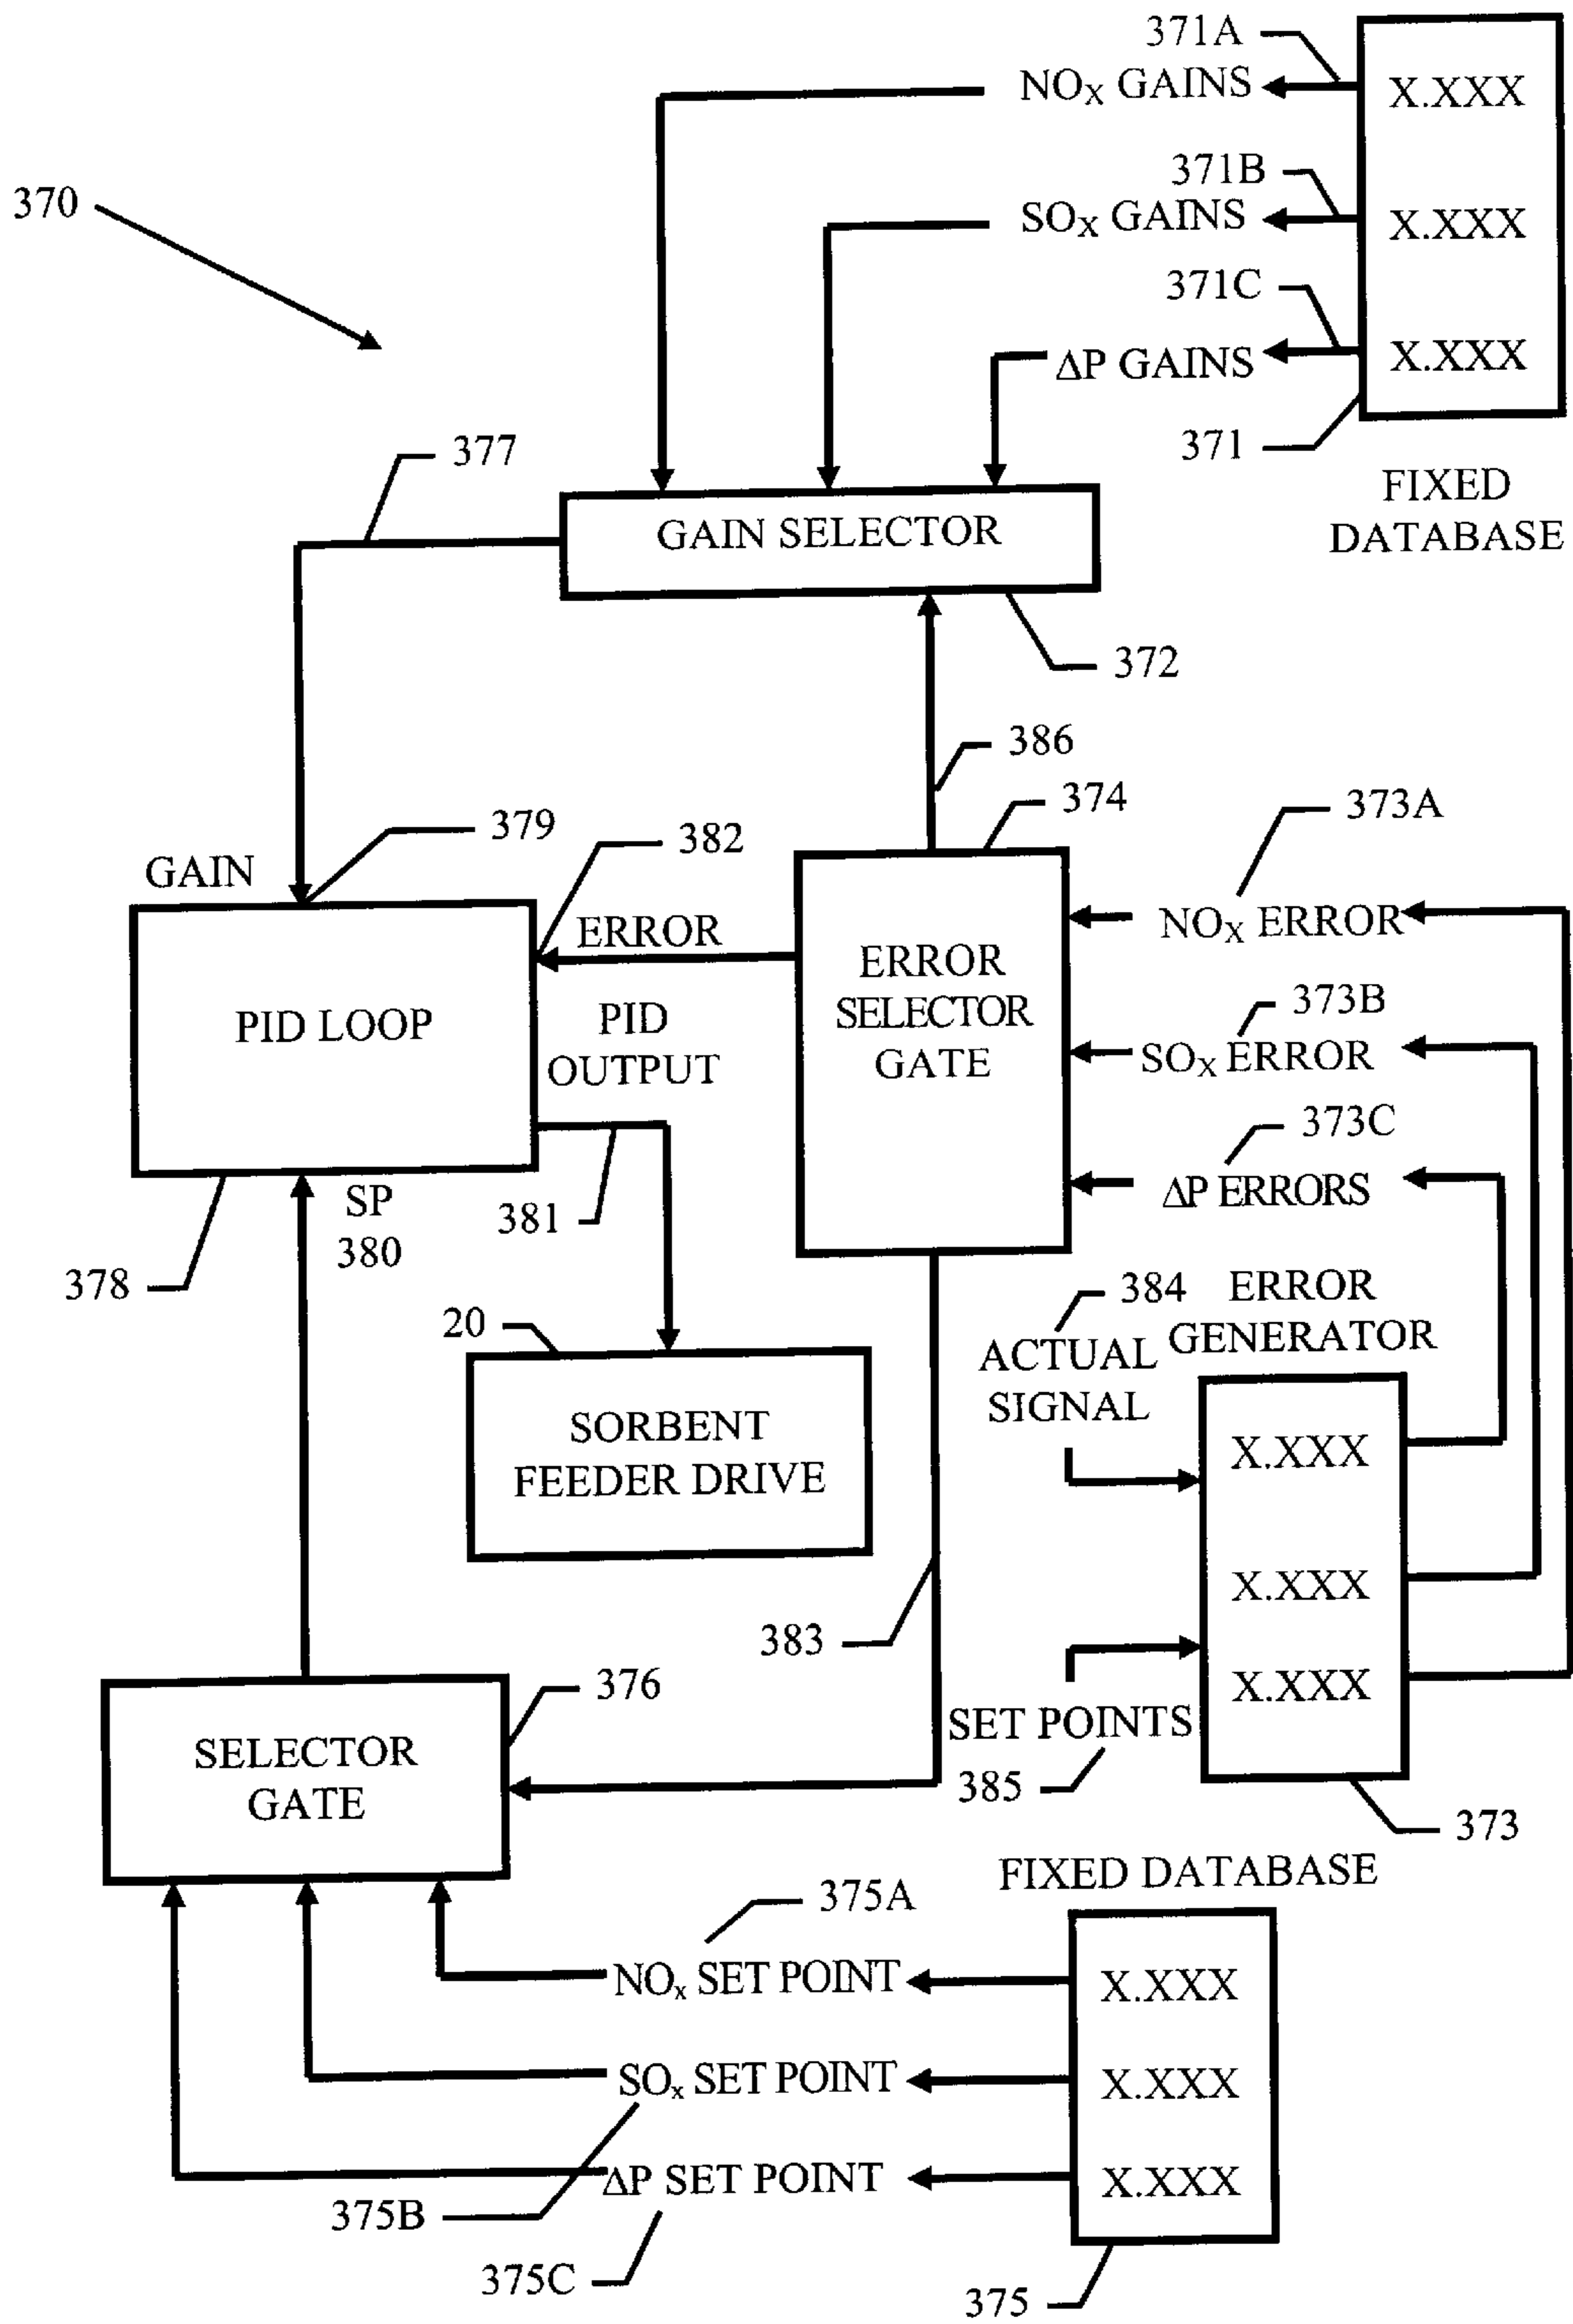 371A
NOX GAINS
X.XXX
371B
370
SOX GAINS
X.XXX
371C
ΔP GAINS
X.XXX
377
371
FIXED
DATABASE
GAIN SELECTOR
372
386
374
373A
379
382
GAIN
ERROR
NOX ERROR
PID LOOP
PID
OUTPUT
ERROR
SELECTOR
GATE
373B
SOX ERROR
373C
ΔP ERRORS
SP
380
381
378
20
384
ACTUAL
SIGNAL
ERROR
GENERATOR
SORBENT
FEEDER DRIVE
X.XXX
X.XXX
X.XXX
383
376
SET POINTS
385
SELECTOR
GATE
373
FIXED DATABASE
375A
NOx SET POINT
X.XXX
SOx SET POINT
X.XXX
ΔP SET POINT
X.XXX
375B
375C
375